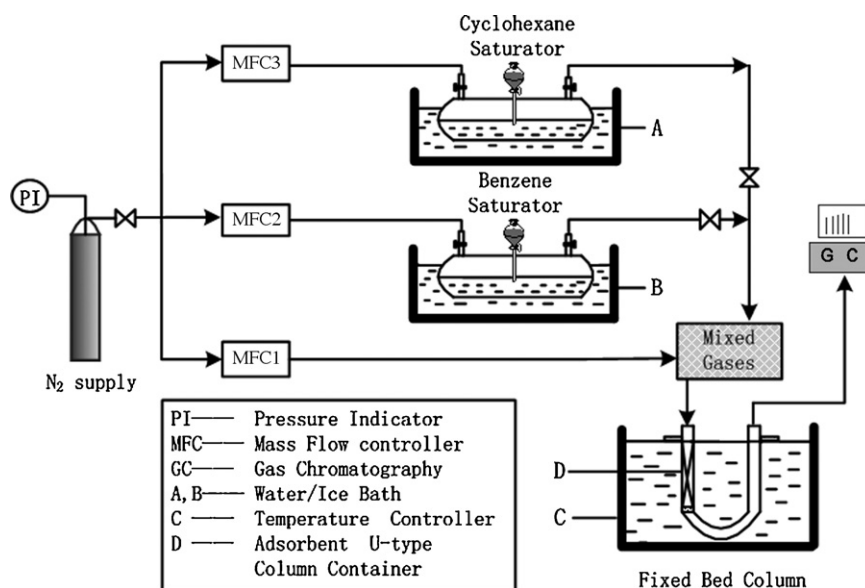 Cyclohexane
Saturator
MFC3
A
PI
Benzene
Saturator
MFC2
B
G C
Mixed
Gases
MFC1
N₂ supply
PI—— Pressure Indicator
MFC—— Mass Flow controller
GC—— Gas Chromatography
A,B—— Water/Ice Bath
C —— Temperature Controller
D —— Adsorbent U-type
Column Container
D
C
Fixed Bed Column